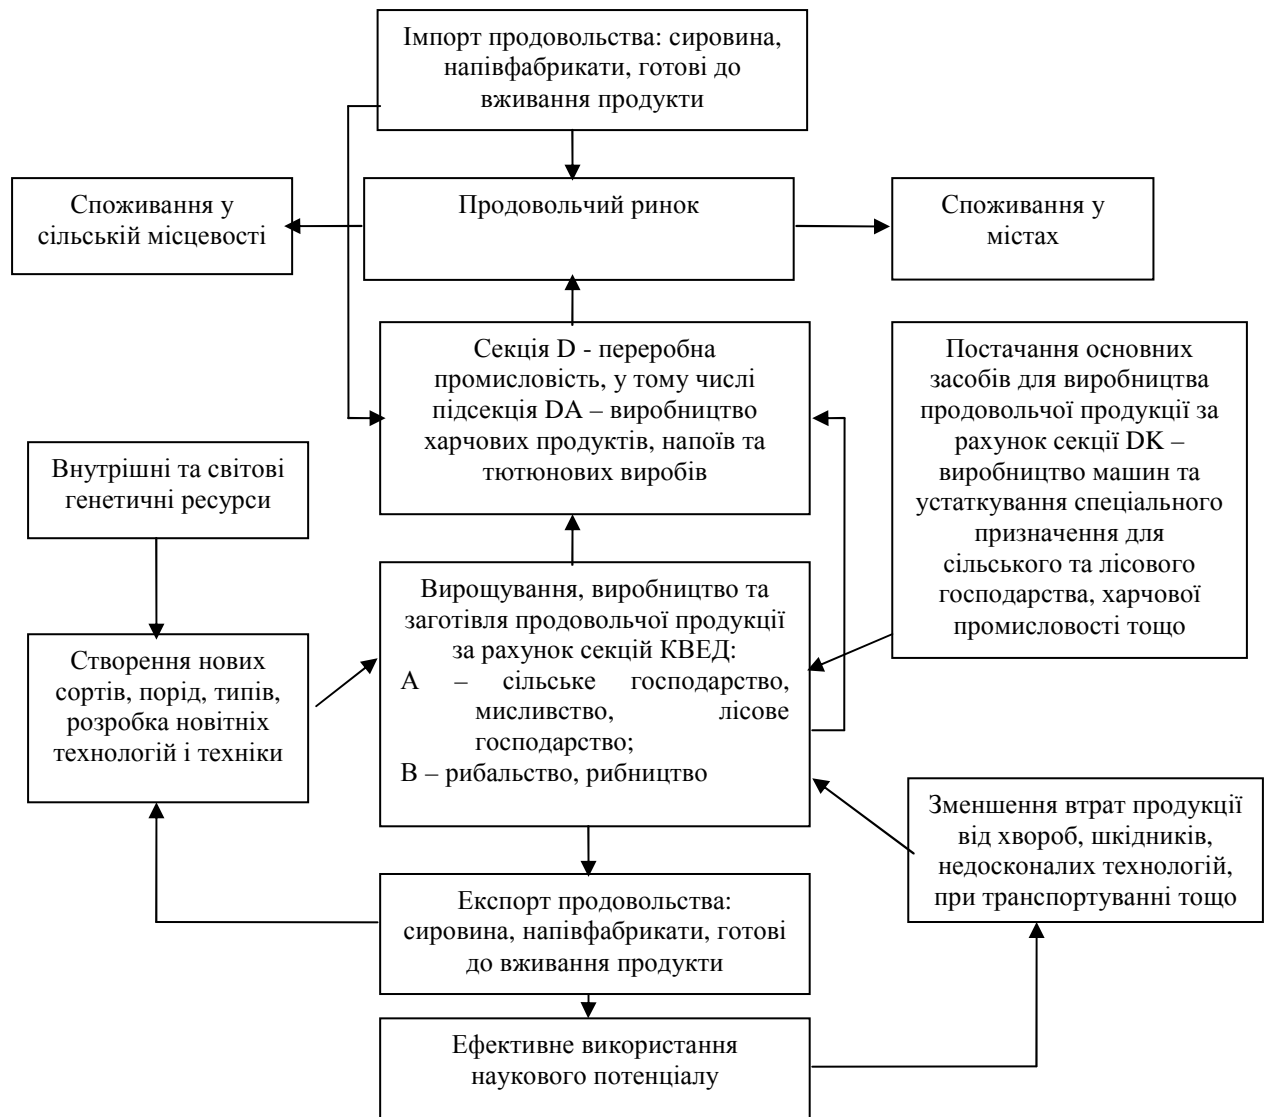 Імпорт продовольства: сировина,
напівфабрикати, готові до
вживання продукти
Споживання у
сільській місцевості
Продовольчий ринок
Споживання у
містах
Секція D - переробна
промисловість, у тому числі
підсекція DA – виробництво
харчових продуктів, напоїв та
тютюнових виробів
Постачання основних
засобів для виробництва
продовольчої продукції за
рахунок секції DK –
виробництво машин та
устаткування спеціального
призначення для
сільського та лісового
господарства, харчової
промисловості тощо
Внутрішні та світові
генетичні ресурси
Вирощування, виробництво та
заготівля продовольчої продукції
за рахунок секцій КВЕД:
А – сільське господарство,
мисливство, лісове
господарство;
В – рибальство, рибництво
Створення нових
сортів, порід, типів,
розробка новітніх
технологій і техніки
Зменшення втрат продукції
від хвороб, шкідників,
недосконалих технологій,
при транспортуванні тощо
Експорт продовольства:
сировина, напівфабрикати, готові
до вживання продукти
Ефективне використання
наукового потенціалу